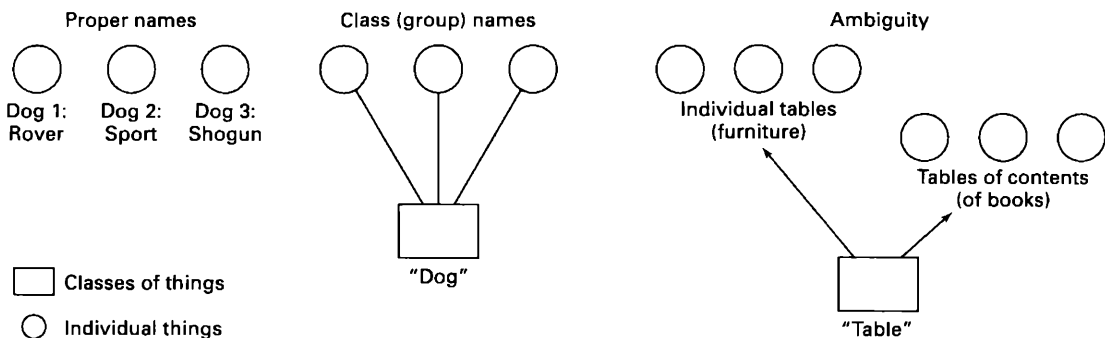 Proper names
Dog 1:
Rover
Dog 2:
Sport
Dog 3:
Shogun
Class (group) names
"Dog"
Ambiguity
Individual tables
(furniture)
Tables of contents
(of books)
"Table"
Classes of things
Individual things